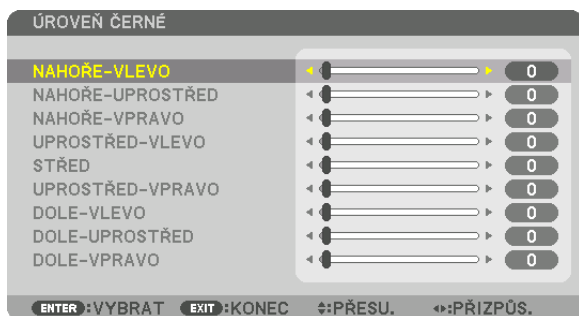 ÚROVEŇ ČERNÉ
NAHOŘE-VLEVO 0
NAHOŘE-UPROSTŘED 0
NAHOŘE-VPRAVO 0
UPROSTŘED-VLEVO 0
STŘED 0
UPROSTŘED-VPRAVO 0
DOLE-VLEVO 0
DOLE-UPROSTŘED 0
DOLE-VPRAVO 0
ENTER:VYBRAT EXIT:KONEC :PŘESU. :PŘIZPŮS.